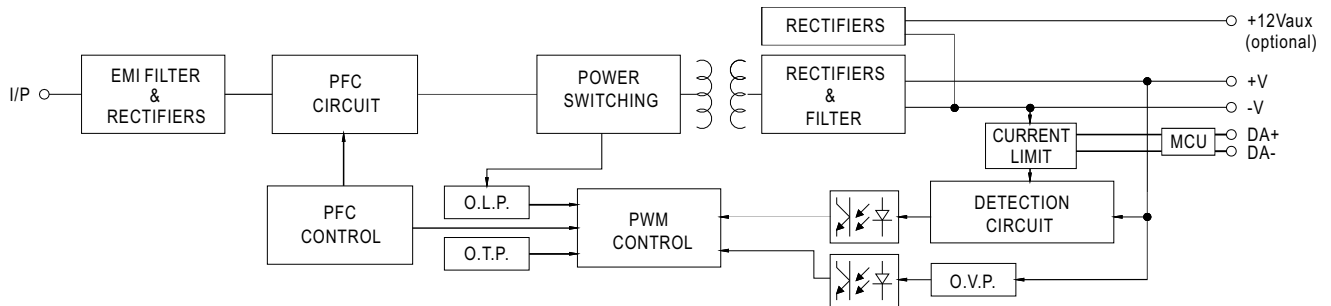 RECTIFIERS
+12Vaux
(optional)
I/P
EMI FILTER
&
RECTIFIERS
PFC
CIRCUIT
POWER
SWITCHING
RECTIFIERS
&
FILTER
+V
-V
CURRENT
LIMIT
MCU
DA+
DA-
PFC
CONTROL
O.L.P.
O.T.P.
PWM
CONTROL
DETECTION
CIRCUIT
O.V.P.